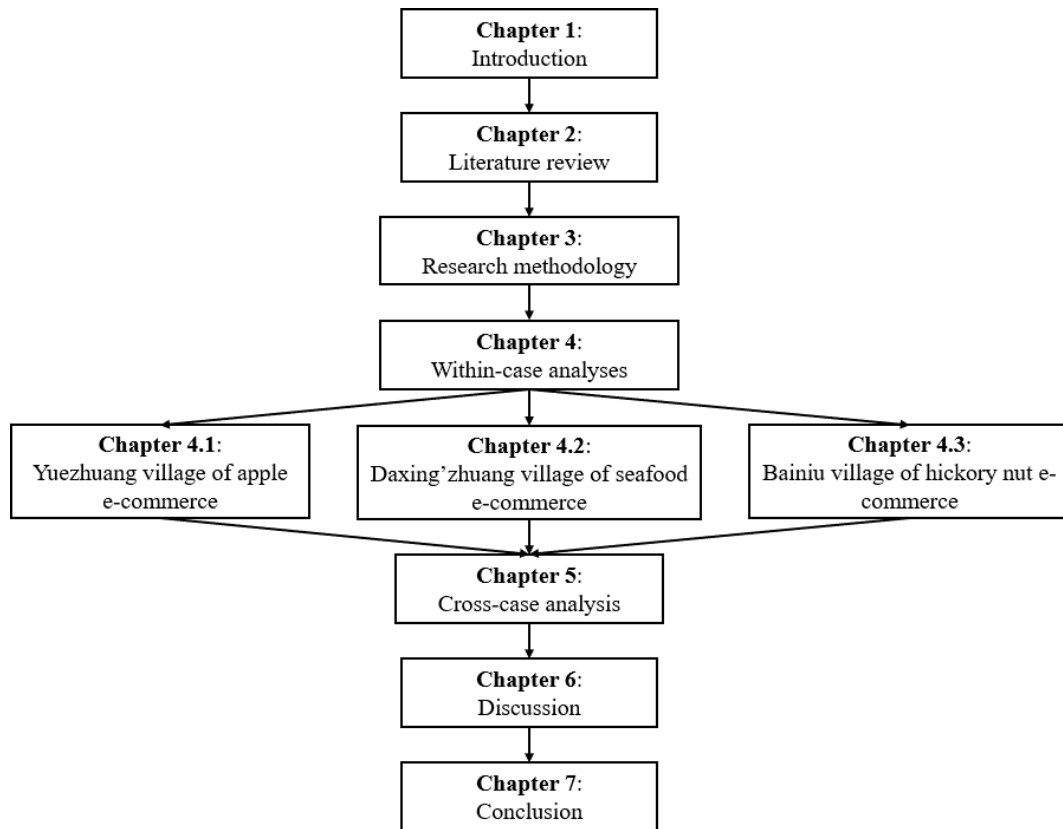 Chapter 1:
Introduction
Chapter 2:
Literature review
Chapter 3:
Research methodology
Chapter 4:
Within-case analyses
Chapter 4.1:
Yuezhuang village of apple
e-commerce
Chapter 4.2:
Daxing’zhuang village of seafood
e-commerce
Chapter 4.3:
Bainiu village of hickory nut e-
commerce
Chapter 5:
Cross-case analysis
Chapter 6:
Discussion
Chapter 7:
Conclusion